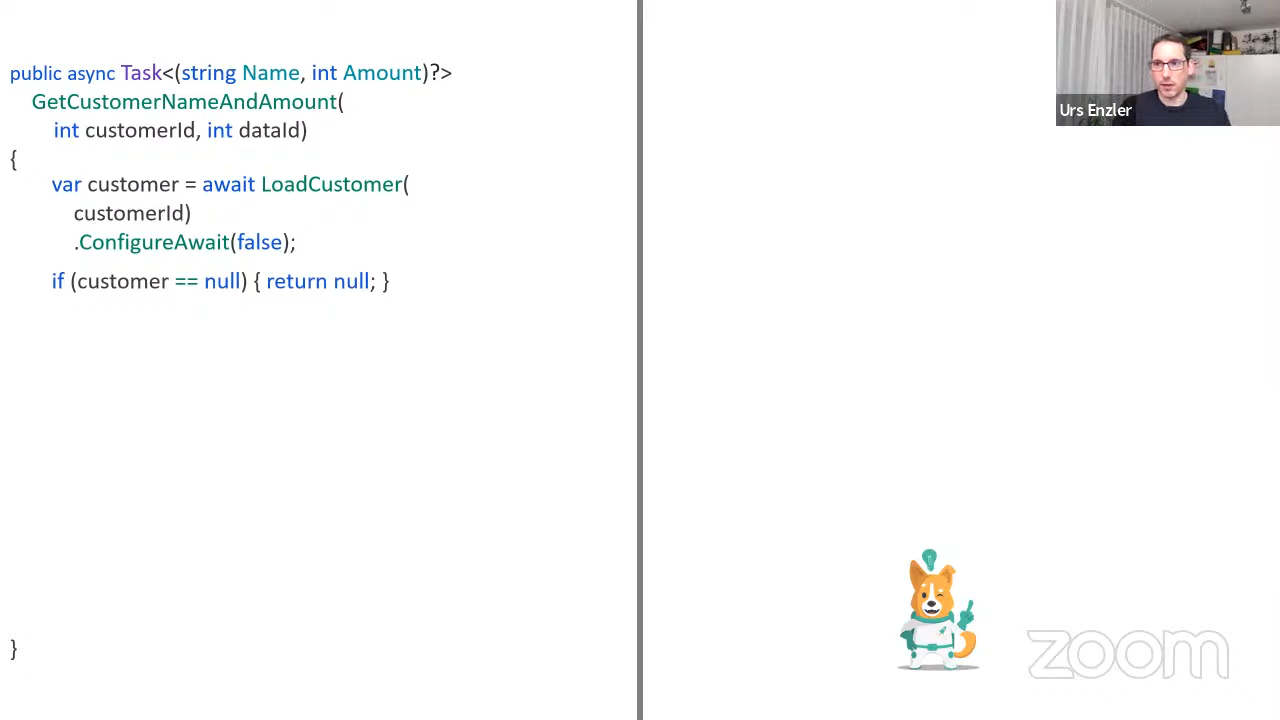 public async Task<(string Name, int Amount)?>
GetCustomerNameAndAmount(
int customerId, int dataId)
{
var customer = await LoadCustomer(
customerId)
.ConfigureAwait(false);
if (customer == null) { return null; }
}
Urs Enzler
zoom